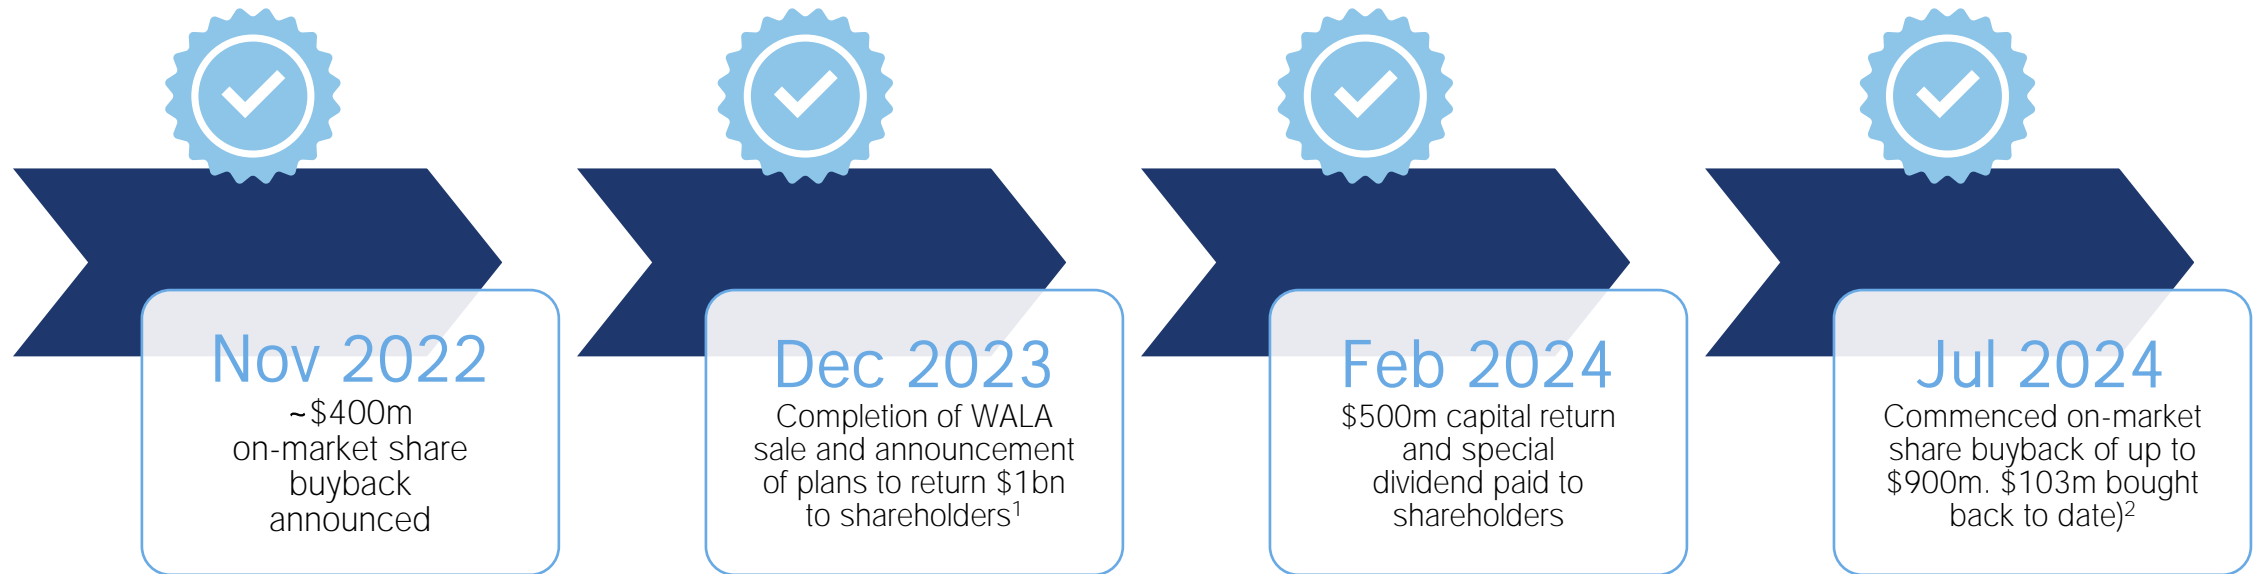 Nov 2022
~$400m
on-market share
buyback
announced
Dec 2023
Completion of WALA
sale and announcement
of plans to return $1bn
to shareholders¹
Feb 2024
$500m capital return
and special
dividend paid to
shareholders
Jul 2024
Commenced on-market
share buyback of up to
$900m. $103m bought
back to date)²